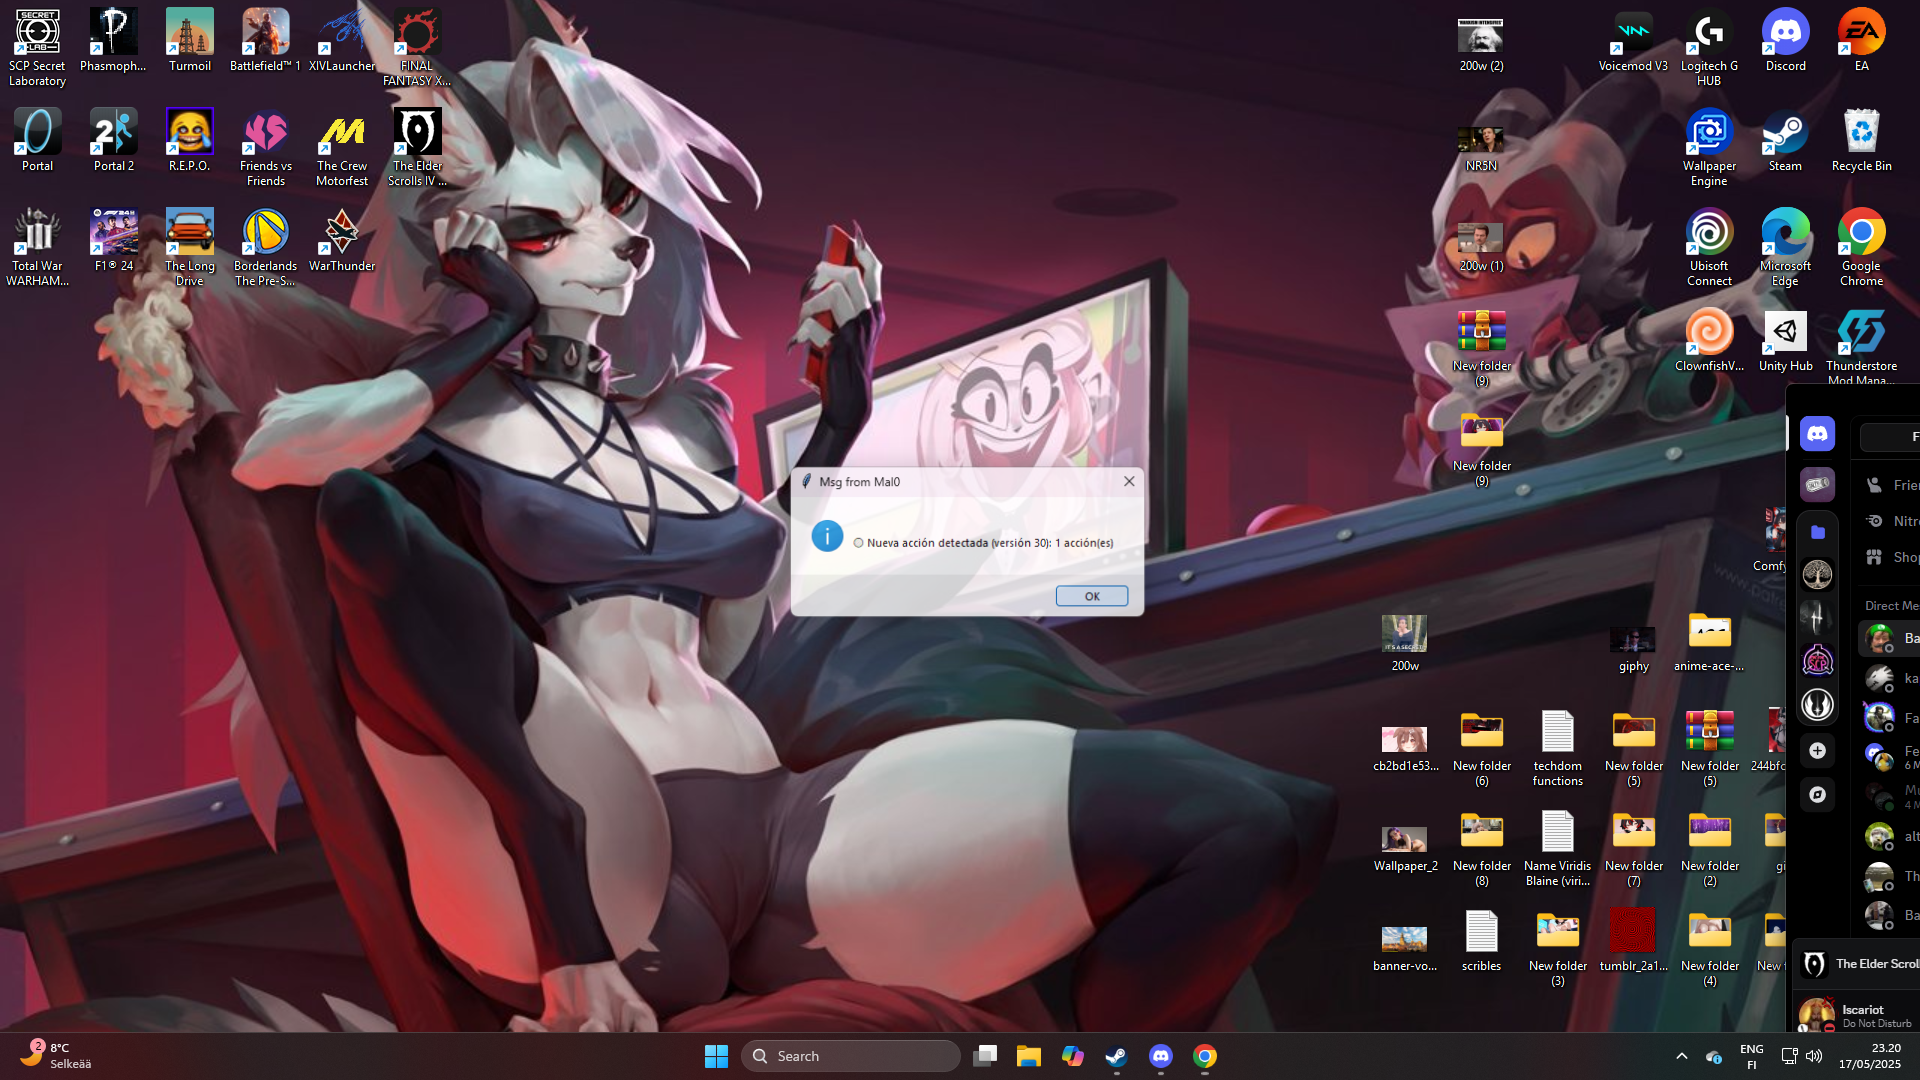 SCP Secret
Laboratory
Phasmoph...
Turmoil
Battlefield™ 1
XIVLauncher
FINAL
FANTASY X...
Portal
Portal 2
R.E.P.O.
Friends vs
Friends
The Crew
Motorfest
The Elder
Scrolls IV ...
Total War
WARHAM...
F1® 24
The Long
Drive
Borderlands
The Pre-S...
WarThunder
200w (2)
Voicemod V3
Logitech G
HUB
Discord
EA
NR5N
Wallpaper
Engine
Steam
Recycle Bin
200w (1)
Ubisoft
Connect
Microsoft
Edge
Google
Chrome
New folder
(9)
ClownfishV...
Unity Hub
Thunderstore
Mod Mana...
New folder
(9)
Msg from Mal0
Nueva acción detectada (versión 30): 1 acción(es)
OK
Comfy
200w
giphy
anime-ace-...
cb2bd1e53...
New folder
(6)
techdom
functions
New folder
(5)
New folder
(5)
244bfc
Wallpaper_2
New folder
(8)
Name Viridis
Blaine (viri...
New folder
(7)
New folder
(2)
gi
banner-vo...
scribles
New folder
(3)
tumblr_2a1...
New folder
(4)
New f
F
Frien
Nitr
Shop
Direct Me
Ba
ka
Fa
Fe
6 M
Mu
4 M
alt
Th
Ba
The Elder Scroll
Iscariot
Do Not Disturb
2
8°C
Selkeää
Search
ENG
FI
23.20
17/05/2025